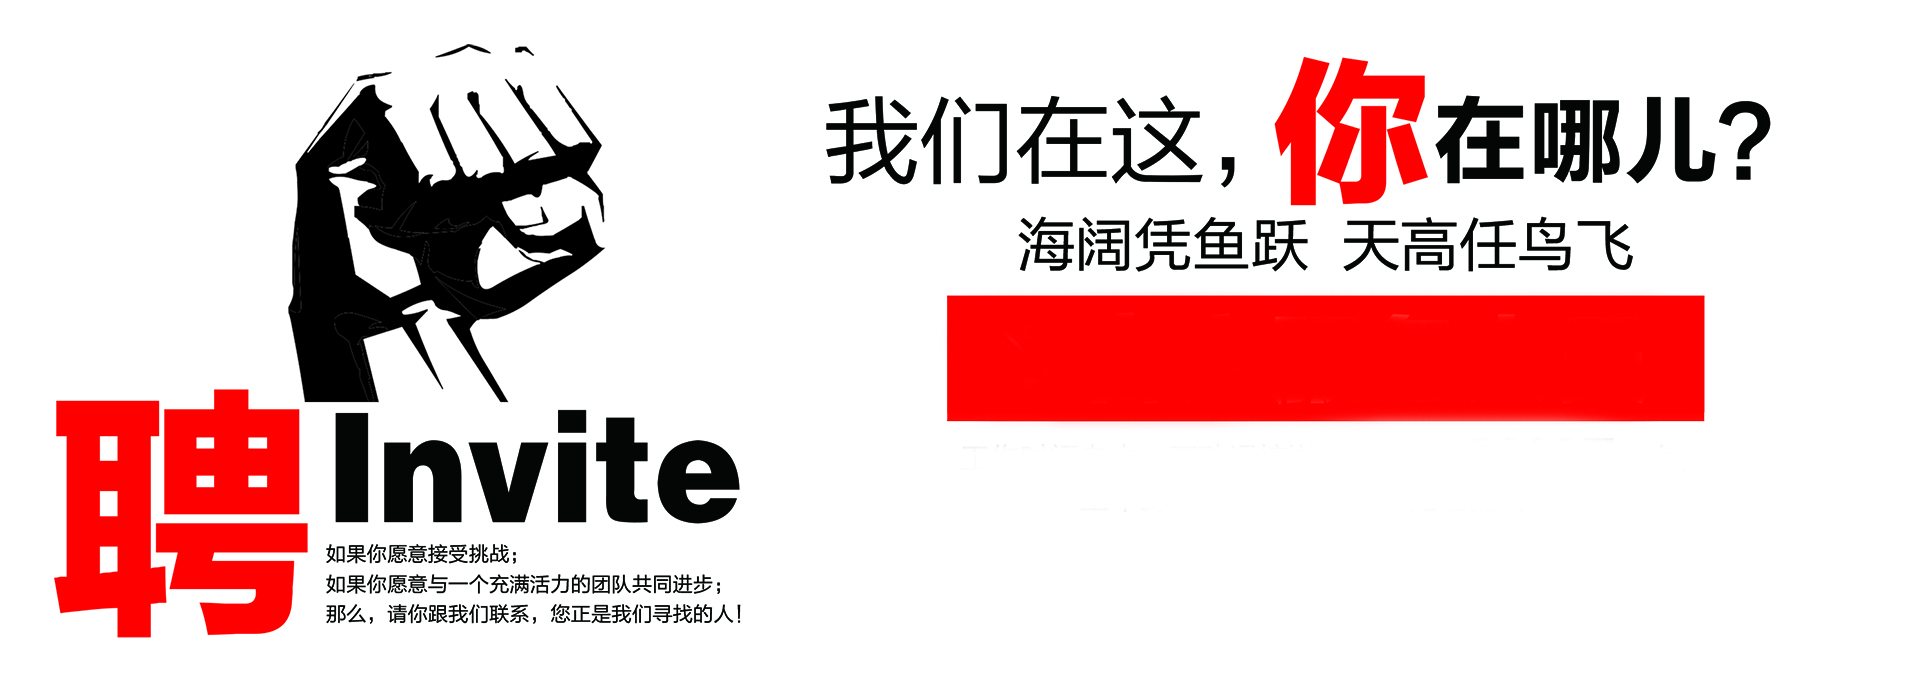 我们在这，你在哪儿?
海阔凭鱼跃 天高任鸟飞
聘
Invite
如果你愿意接受挑战；
如果你愿意与一个充满活力的团队共同进步；
那么，请你跟我们联系，您正是我们寻找的人！